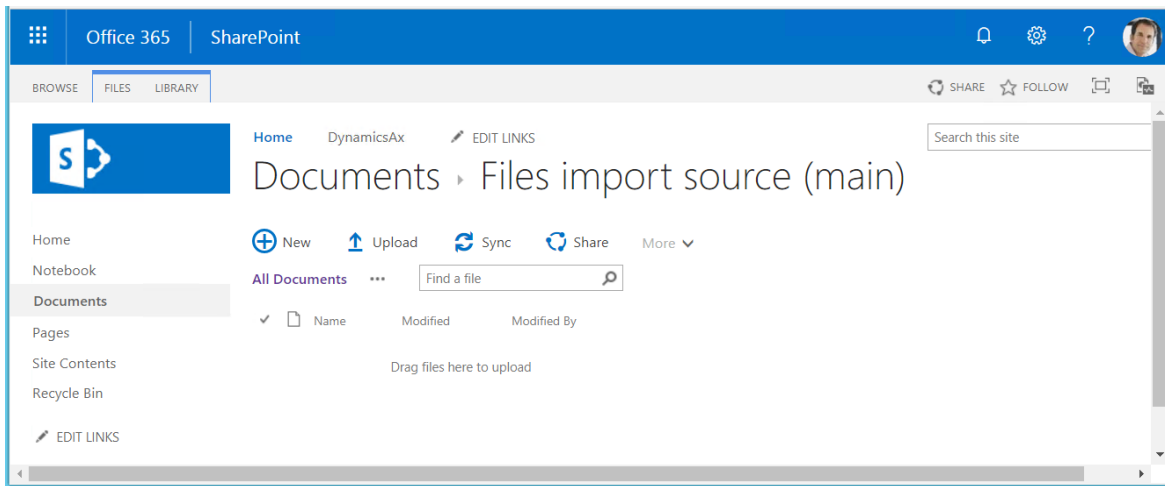 Office 365 SharePoint ?
BROWSE FILES LIBRARY SHARE FOLLOW
S
Home DynamicsAx EDIT LINKS Search this site
Documents ▸ Files import source (main)
Home
Notebook
Documents
Pages
Site Contents
Recycle Bin
EDIT LINKS
New Upload Sync Share More
All Documents ••• Find a file
Name Modified Modified By
Drag files here to upload